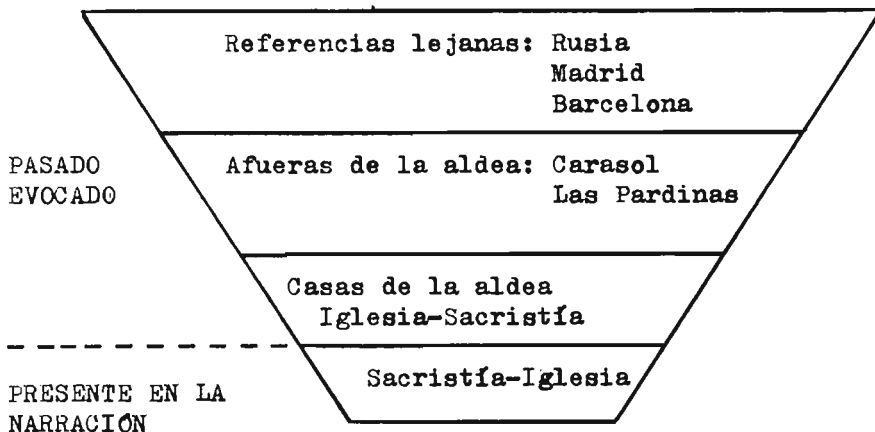 Referencias lejanas: Rusia
Madrid
Barcelona
PASADO
EVOCADO
Afueras de la aldea: Carasol
Las Pardinas
Casas de la aldea
Iglesia-Sacristía
Sacristía-Iglesia
PRESENTE EN LA
NARRACIÓN